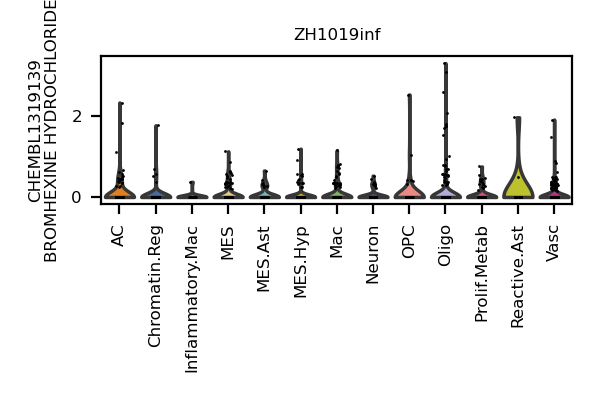 ZH1019inf
CHEMBL1319139
BROMHEXINE HYDROCHLORIDE
2
0
AC
Chromatin.Reg
Inflammatory.Mac
MES
MES.Ast
MES.Hyp
Mac
Neuron
OPC
Oligo
Prolif.Metab
Reactive.Ast
Vasc